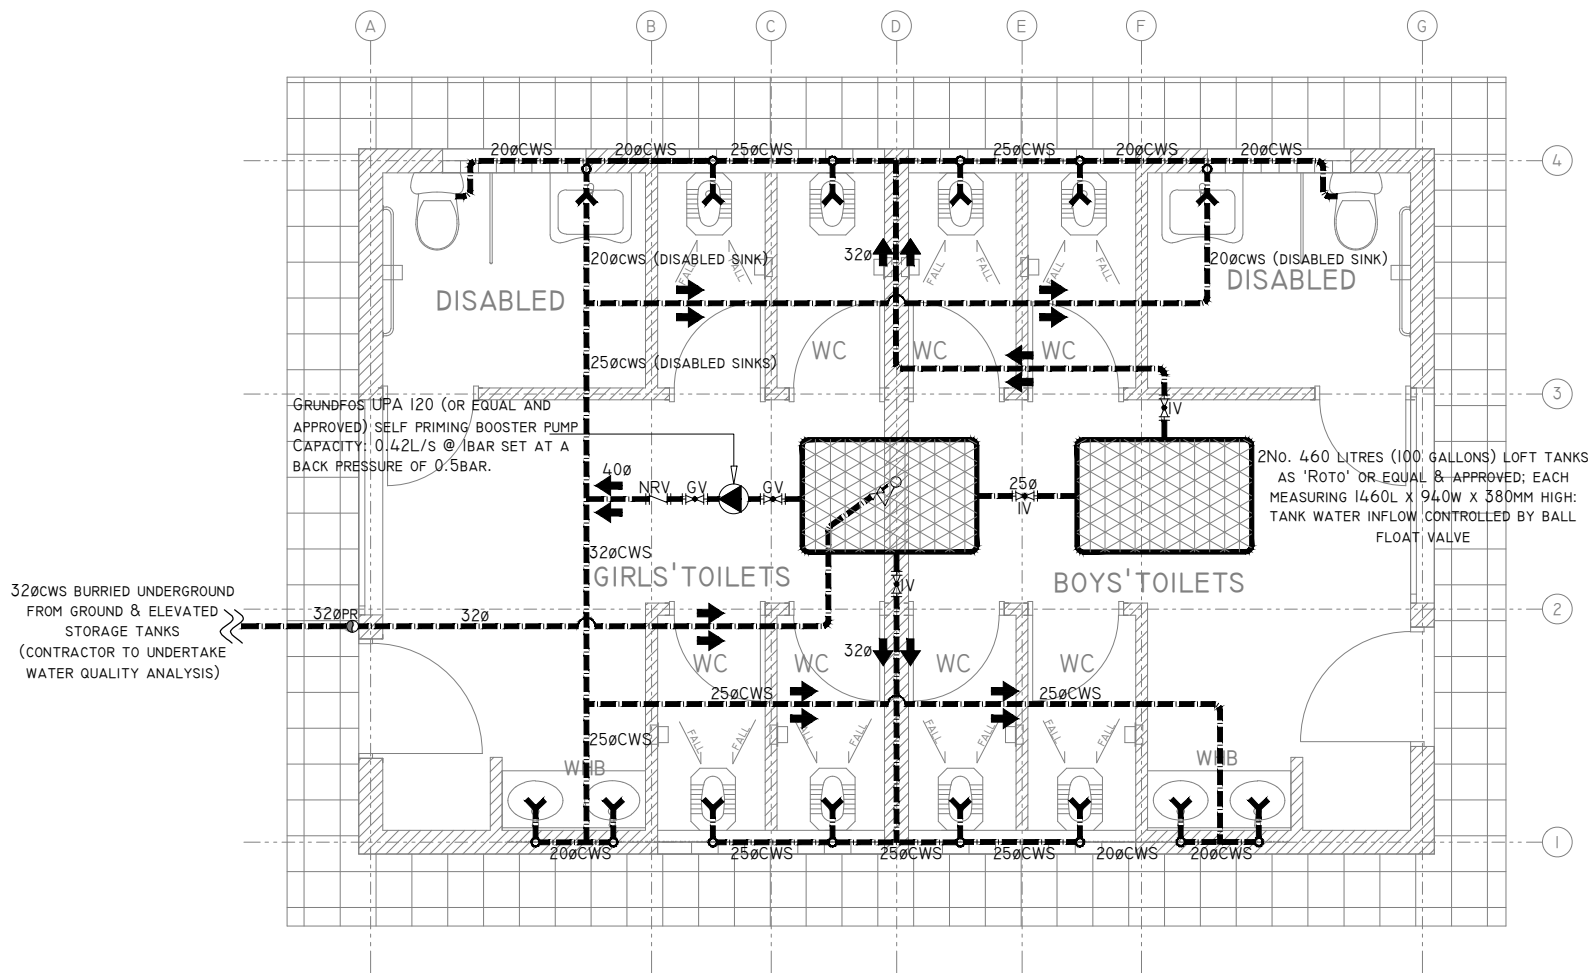 A
B
C
D
E
F
G
20øCWS
20øCWS
25øCWS
25øCWS
20øCWS
20øCWS
4
32ø
20øCWS (DISABLED SINK)
20øCWS (DISABLED SINK)
FALL
FALL
FALL
FALL
DISABLED
DISABLED
WC
WC
WC
25øCWS (DISABLED SINKS)
3
GRUNDFOS UPA 120 (OR EQUAL AND
APPROVED) SELF PRIMING BOOSTER PUMP
CAPACITY: 0.42L/S @ 1BAR SET AT A
BACK PRESSURE OF 0.5BAR.
IV
2NO. 460 LITRES (100 GALLONS) LOFT TANKS
AS 'ROTO' OR EQUAL & APPROVED; EACH
MEASURING 1460L X 940W X 380MM HIGH:
TANK WATER INFLOW CONTROLLED BY BALL
FLOAT VALVE
40ø
NRV
GV
GV
25ø
IV
32øCWS
GIRLS'TOILETS
IV
BOYS'TOILETS
32øCWS BURRIED UNDERGROUND
FROM GROUND & ELEVATED
STORAGE TANKS
(CONTRACTOR TO UNDERTAKE
WATER QUALITY ANALYSIS)
32øPR
32ø
2
32ø
WC
WC
WC
WC
25øCWS
25øCWS
25øCWS
FALL
FALL
FALL
FALL
FALL
FALL
FALL
WHB
WHB
20øCWS
25øCWS
25øCWS
25øCWS
20øCWS
20øCWS
1